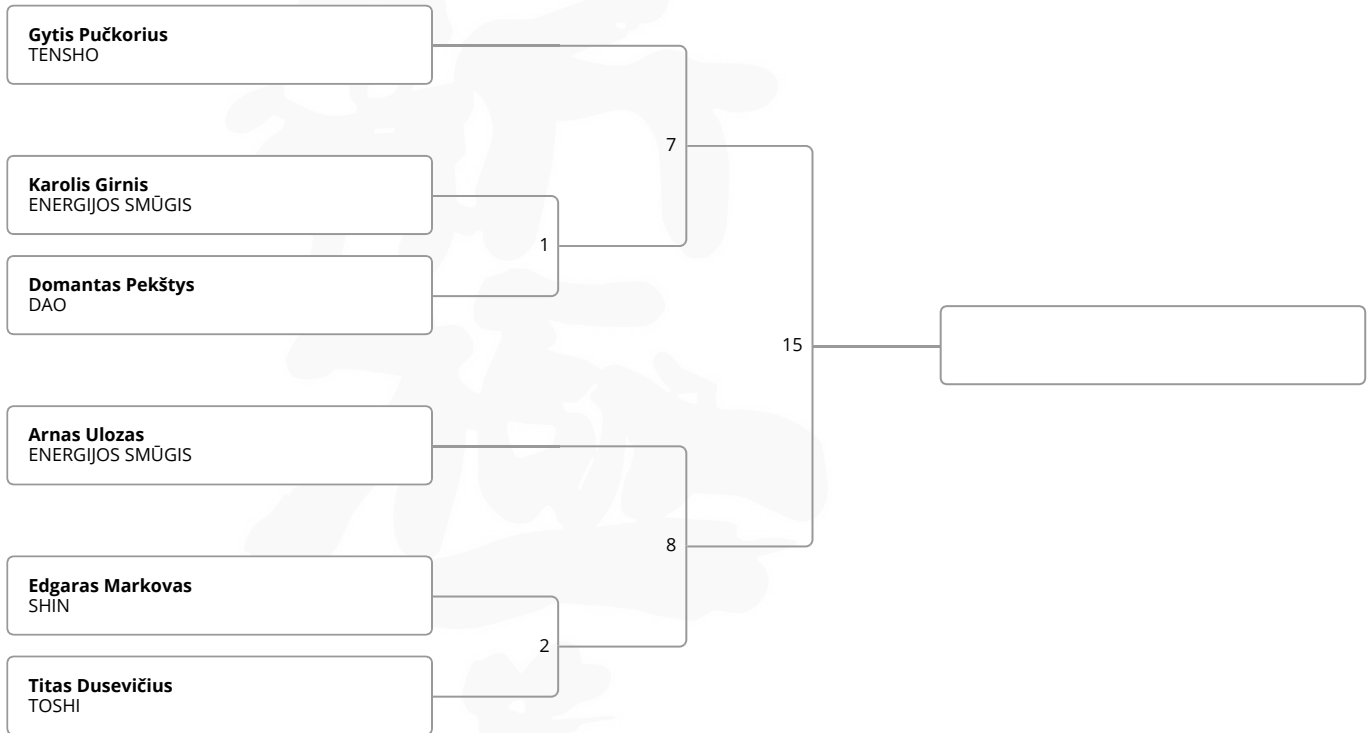 Gytis Pučkorius
TENSHO
7
Karolis Girnis
ENERGIJOS SMŪGIS
1
Domantas Pekštys
DAO
15
Arnas Ulozas
ENERGIJOS SMŪGIS
8
Edgaras Markovas
SHIN
2
Titas Dusevičius
TOSHI